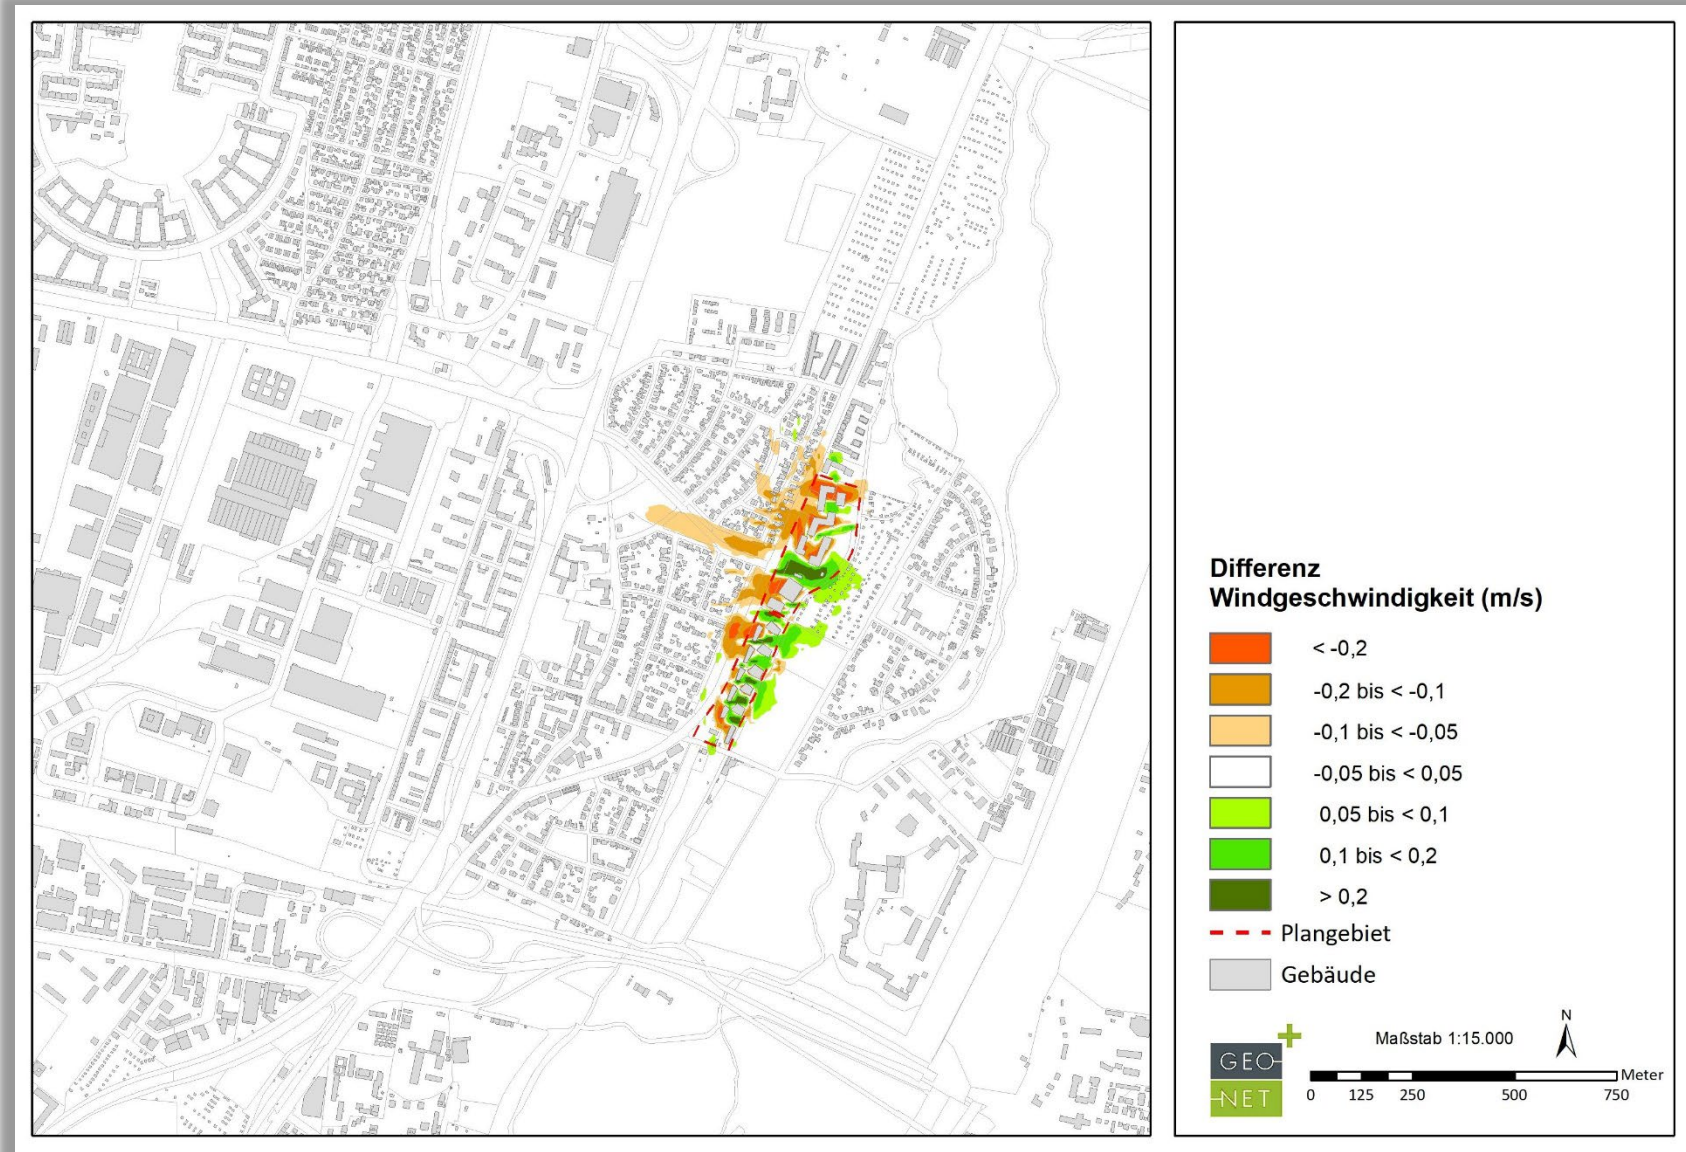 Differenz
Windgeschwindigkeit (m/s)
< -0,2
-0,2 bis < -0,1
-0,1 bis < -0,05
-0,05 bis < 0,05
0,05 bis < 0,1
0,1 bis < 0,2
> 0,2
Plangebiet
Gebäude
GEO
NET
Maßstab 1:15.000
N
Meter
0 125 250 500 750